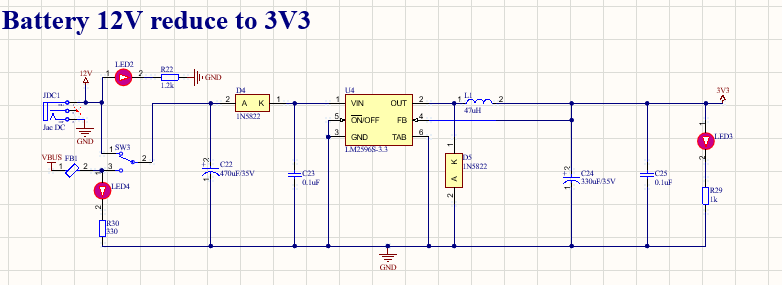 Battery 12V reduce to 3V3
12V
LED2
1
2
R22
1.2k
GND
JDC1
Jac DC
GND
VBUS
FB1
1
2
SW3
1
3
2
LED4
1
2
R30
330
C22
470uF/35V
D4
2
A K
1
1N5822
C23
0.1uF
U4
1
VIN
OUT
2
5
ON/OFF
FB
4
3
GND
TAB
6
LM2596S-3.3
L1
1
2
47uH
D5
1N5822
1
A K
2
C24
330uF/35V
C25
0.1uF
3V3
LED3
1
2
R29
1k
GND